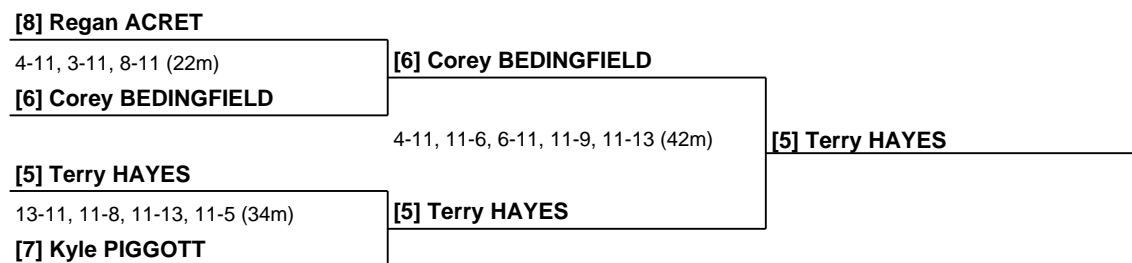 [8] Regan ACRET
4-11, 3-11, 8-11 (22m)
[6] Corey BEDINGFIELD
[6] Corey BEDINGFIELD
4-11, 11-6, 6-11, 11-9, 11-13 (42m)
[5] Terry HAYES
[5] Terry HAYES
13-11, 11-8, 11-13, 11-5 (34m)
[5] Terry HAYES
[7] Kyle PIGGOTT